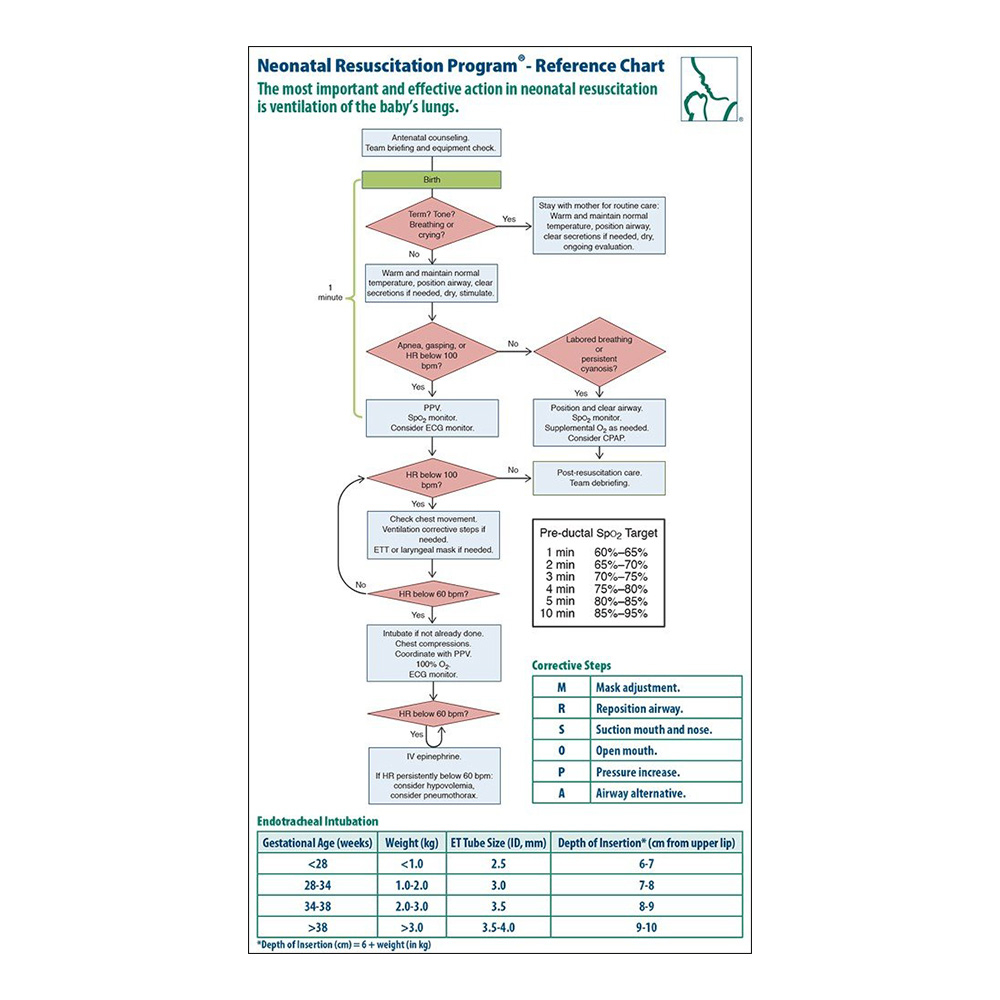 Neonatal Resuscitation Program® - Reference Chart
The most important and effective action in neonatal resuscitation
is ventilation of the baby's lungs.
®
Antenatal counseling.
Team briefing and equipment check.
Birth
Term? Tone?
Breathing or
crying?
Yes
Stay with mother for routine care:
Warm and maintain normal
temperature, position airway,
clear secretions if needed, dry,
ongoing evaluation.
No
1
minute
Warm and maintain normal
temperature, position airway, clear
secretions if needed, dry, stimulate.
Apnea, gasping, or
HR below 100
bpm?
No
Labored breathing
or
persistent
cyanosis?
Yes
Yes
PPV.
SpO₂ monitor.
Consider ECG monitor.
Position and clear airway.
SpO₂ monitor.
Supplemental O₂ as needed.
Consider CPAP.
HR below 100
bpm?
No
Post-resuscitation care.
Team debriefing.
Yes
Check chest movement.
Ventilation corrective steps if
needed.
ETT or laryngeal mask if needed.
No
HR below 60 bpm?
Yes
Intubate if not already done.
Chest compressions.
Coordinate with PPV.
100% O₂.
ECG monitor.
HR below 60 bpm?
Yes
IV epinephrine.
If HR persistently below 60 bpm:
consider hypovolemia,
consider pneumothorax.
Pre-ductal SpO₂ Target
1 min 60%–65%
2 min 65%–70%
3 min 70%–75%
4 min 75%–80%
5 min 80%–85%
10 min 85%–95%
Corrective Steps
M Mask adjustment.
R Reposition airway.
S Suction mouth and nose.
O Open mouth.
P Pressure increase.
A Airway alternative.
Endotracheal Intubation
Gestational Age (weeks) Weight (kg) ET Tube Size (ID, mm) Depth of Insertion* (cm from upper lip)
<28 <1.0 2.5 6-7
28-34 1.0-2.0 3.0 7-8
34-38 2.0-3.0 3.5 8-9
>38 >3.0 3.5-4.0 9-10
*Depth of Insertion (cm) = 6 + weight (in kg)